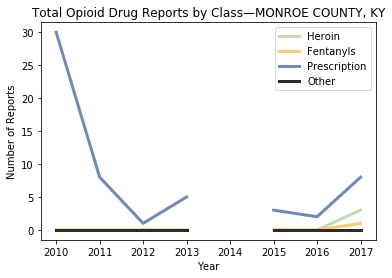 Total Opioid Drug Reports by Class—MONROE COUNTY, KY
Heroin
Fentanyls
Prescription
Other
Number of Reports
30
25
20
15
10
5
0
2010 2011 2012 2013 2014 2015 2016 2017
Year